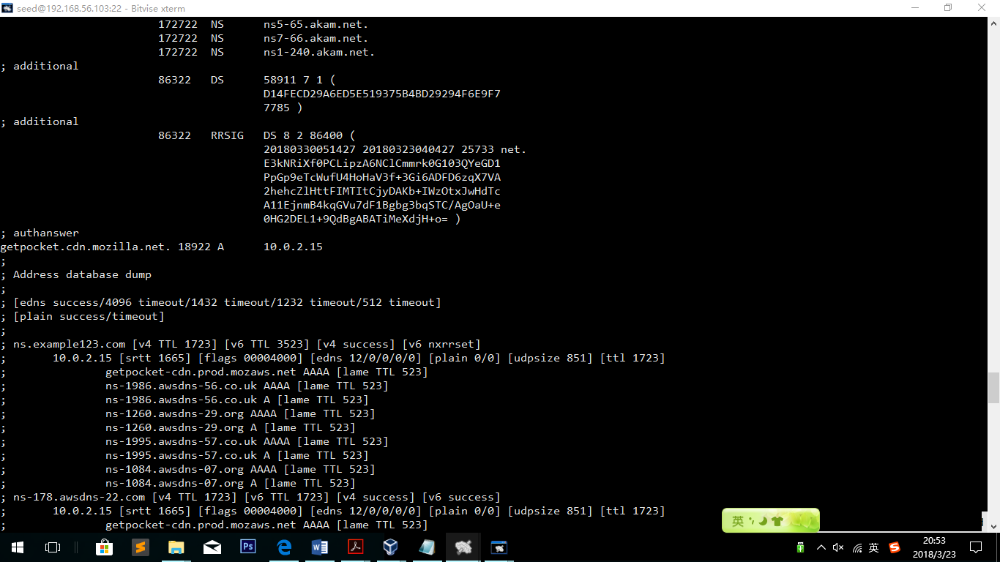 seed@192.168.56.103:22 - Bitvise xterm
172722 NS ns5-65.akam.net.
172722 NS ns7-66.akam.net.
172722 NS ns1-240.akam.net.
; additional
86322 DS 58911 7 1 (
D14FECD29A6ED5E519375B4BD29294F6E9F7
7785 )
; additional
86322 RRSIG DS 8 2 86400 (
20180330051427 20180323040427 25733 net.
E3kNRiXf0PCLipzA6NClCmmrk0G103QYeGD1
PpGp9eTcWufU4HoHaV3f+3Gi6ADFD6zqX7VA
2hehcZlHttFIMTItCjyDAKb+IWzOtxJwHdTc
A11EjnmB4kqGVu7dF1Bgbg3bqSTC/AgOaU+e
0HG2DEL1+9QdBgABATiMeXdjH+o= )
; authanswer
getpocket.cdn.mozilla.net. 18922 A 10.0.2.15
;
; Address database dump
;
; [edns success/4096 timeout/1432 timeout/1232 timeout/512 timeout]
; [plain success/timeout]
;
; ns.example123.com [v4 TTL 1723] [v6 TTL 3523] [v4 success] [v6 nxrrset]
; 10.0.2.15 [srtt 1665] [flags 00004000] [edns 12/0/0/0/0] [plain 0/0] [udpsize 851] [ttl 1723]
; getpocket-cdn.prod.mozaws.net AAAA [lame TTL 523]
; ns-1986.awsdns-56.co.uk AAAA [lame TTL 523]
; ns-1986.awsdns-56.co.uk A [lame TTL 523]
; ns-1260.awsdns-29.org AAAA [lame TTL 523]
; ns-1260.awsdns-29.org A [lame TTL 523]
; ns-1995.awsdns-57.co.uk AAAA [lame TTL 523]
; ns-1995.awsdns-57.co.uk A [lame TTL 523]
; ns-1084.awsdns-07.org AAAA [lame TTL 523]
; ns-1084.awsdns-07.org A [lame TTL 523]
; ns-178.awsdns-22.com [v4 TTL 1723] [v6 TTL 1723] [v4 success] [v6 success]
; 10.0.2.15 [srtt 1665] [flags 00004000] [edns 12/0/0/0/0] [plain 0/0] [udpsize 851] [ttl 1723]
; getpocket-cdn.prod.mozaws.net AAAA [lame TTL 523]
英
Ps
英
20:53
2018/3/23